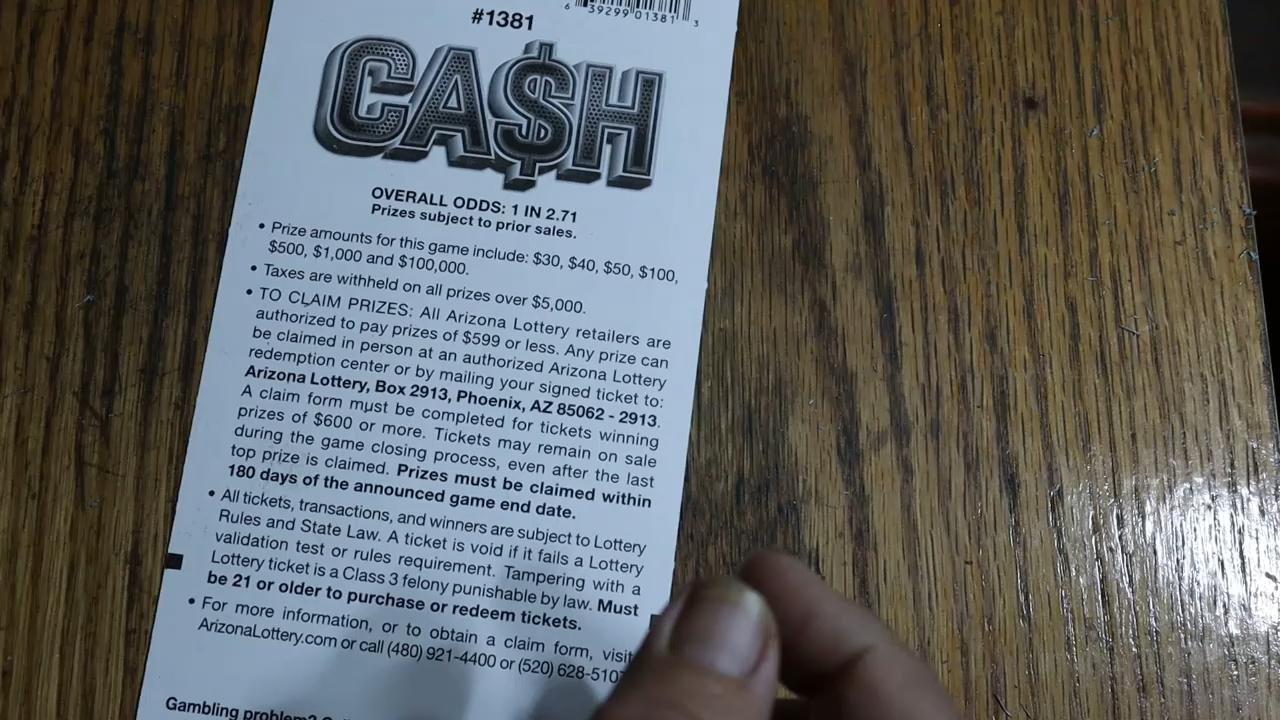 6 39299 01381 3
#1381
CA$H
OVERALL ODDS: 1 IN 2.71
Prizes subject to prior sales.
• Prize amounts for this game include: $30, $40, $50, $100,
$500, $1,000 and $100,000.
• Taxes are withheld on all prizes over $5,000.
• TO CLAIM PRIZES: All Arizona Lottery retailers are
authorized to pay prizes of $599 or less. Any prize can
be claimed in person at an authorized Arizona Lottery
redemption center or by mailing your signed ticket to:
Arizona Lottery, Box 2913, Phoenix, AZ 85062 - 2913.
A claim form must be completed for tickets winning
prizes of $600 or more. Tickets may remain on sale
during the game closing process, even after the last
top prize is claimed. Prizes must be claimed within
180 days of the announced game end date.
• All tickets, transactions, and winners are subject to Lottery
Rules and State Law. A ticket is void if it fails a Lottery
validation test or rules requirement. Tampering with a
Lottery ticket is a Class 3 felony punishable by law. Must
be 21 or older to purchase or redeem tickets.
• For more information, or to obtain a claim form, visit
ArizonaLottery.com or call (480) 921-4400 or (520) 628-5107
Gambling problem?